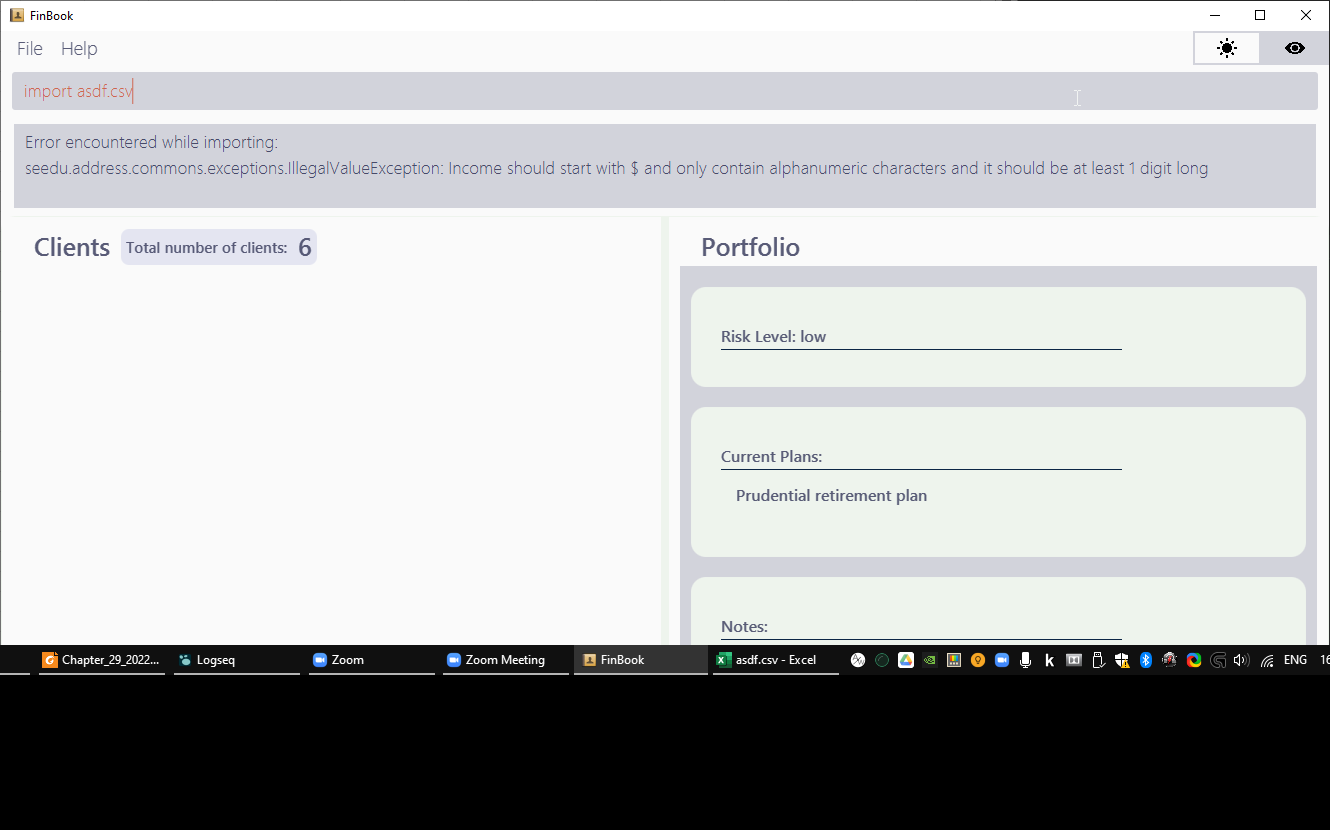 FinBook
File Help
import asdf.csv
Error encountered while importing:
seedu.address.commons.exceptions.IllegalValueException: Income should start with $ and only contain alphanumeric characters and it should be at least 1 digit long
Clients Total number of clients: 6
Portfolio
Risk Level: low
Current Plans:
Prudential retirement plan
Notes:
Chapter_29_2022... Logseq Zoom Zoom Meeting FinBook asdf.csv - Excel k ENG 16